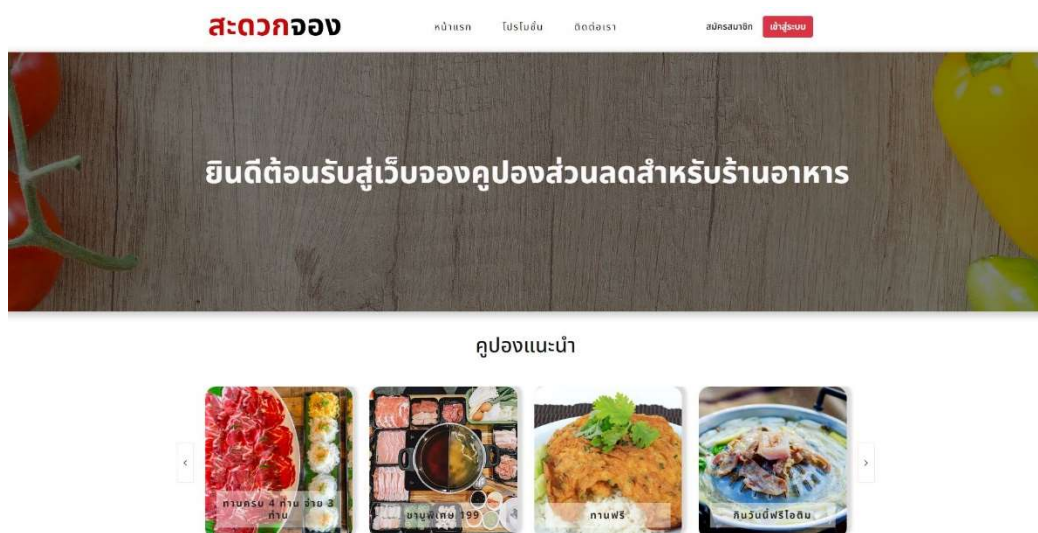 สะดวกจอง
หน้าแรก โปรโมชั่น ติดต่อเรา สมัครสมาชิก เข้าสู่ระบบ
ยินดีต้อนรับสู่เว็บจองคูปองส่วนลดสำหรับร้านอาหาร
คูปองแนะนำ
ทานครบ 4 ท่าน จ่าย 3
ท่าน
ชาบูพิเศษ 199
ทานฟรี
กินวันนี้ฟรีไอติม